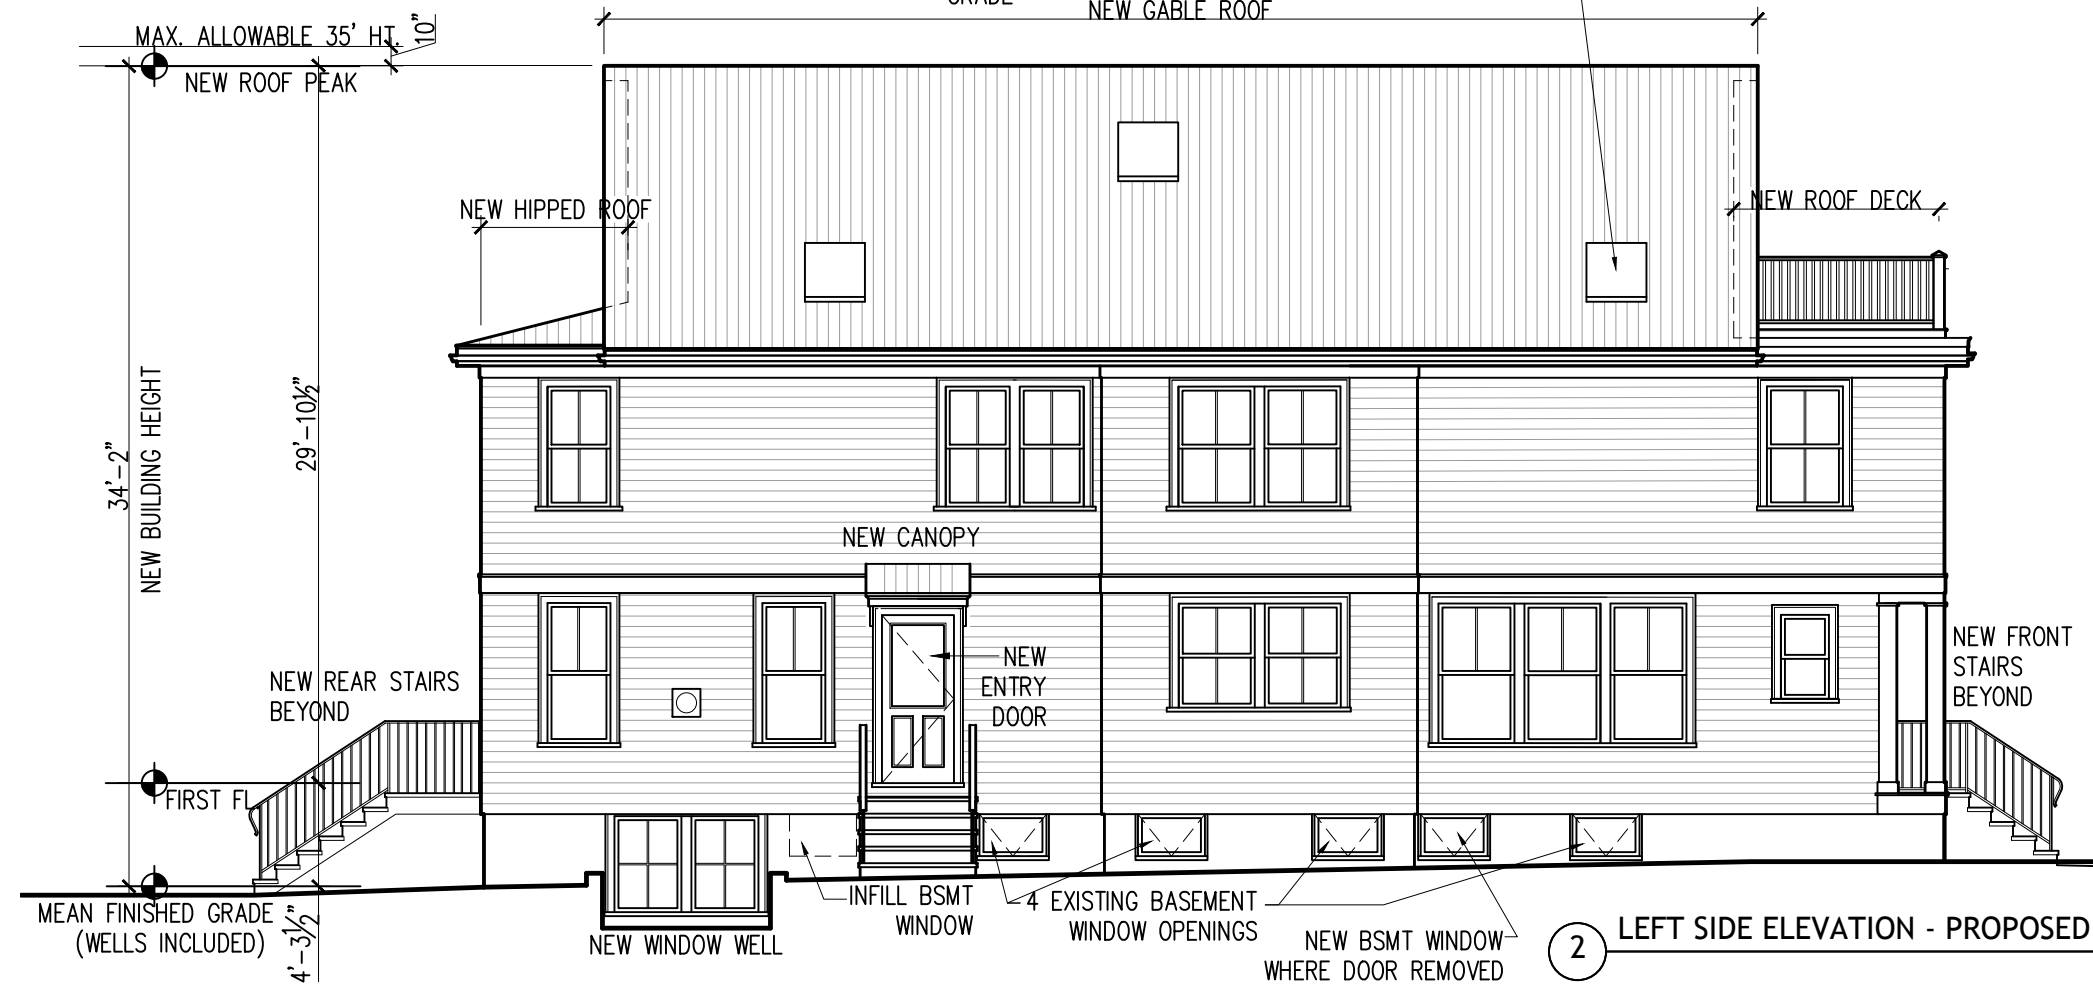 GRADE
NEW GABLE ROOF
MAX. ALLOWABLE 35' HT.
10"
NEW ROOF PEAK
NEW HIPPED ROOF
NEW ROOF DECK
34'-2"
NEW BUILDING HEIGHT
29'-10½"
NEW CANOPY
NEW
ENTRY
DOOR
NEW REAR STAIRS
BEYOND
NEW FRONT
STAIRS
BEYOND
FIRST FL.
MEAN FINISHED GRADE
(WELLS INCLUDED)
4'-3½"
NEW WINDOW WELL
INFILL BSMT
WINDOW
4 EXISTING BASEMENT
WINDOW OPENINGS
NEW BSMT WINDOW
WHERE DOOR REMOVED
2
LEFT SIDE ELEVATION - PROPOSED